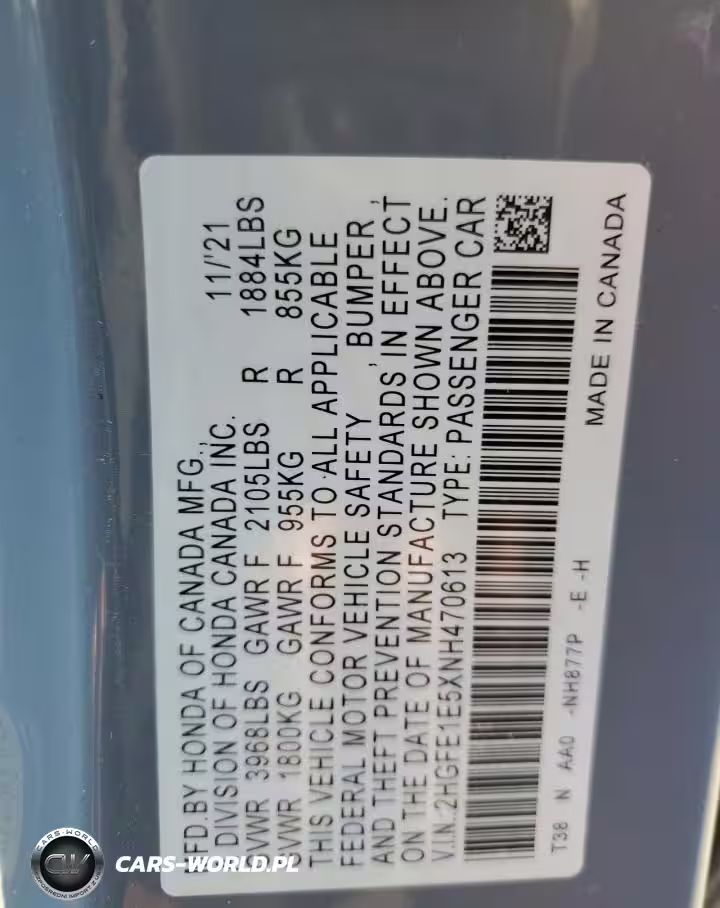 MFD.BY HONDA OF CANADA MFG., 11/'21
A DIVISION OF HONDA CANADA INC.
GVWR 3968LBS GAWR F 2105LBS R 1884LBS
GVWR 1800KG GAWR F 955KG R 855KG
THIS VEHICLE CONFORMS TO ALL APPLICABLE
FEDERAL MOTOR VEHICLE SAFETY , BUMPER ,
AND THEFT PREVENTION STANDARDS IN EFFECT
ON THE DATE OF MANUFACTURE SHOWN ABOVE.
V.I.N.:2HGFE1E5XNH470613 TYPE: PASSENGER CAR
T38 N AA0 -NH877P -E -H
MADE IN CANADA
CARS-WORLD
CW
CARS-WORLD.PL